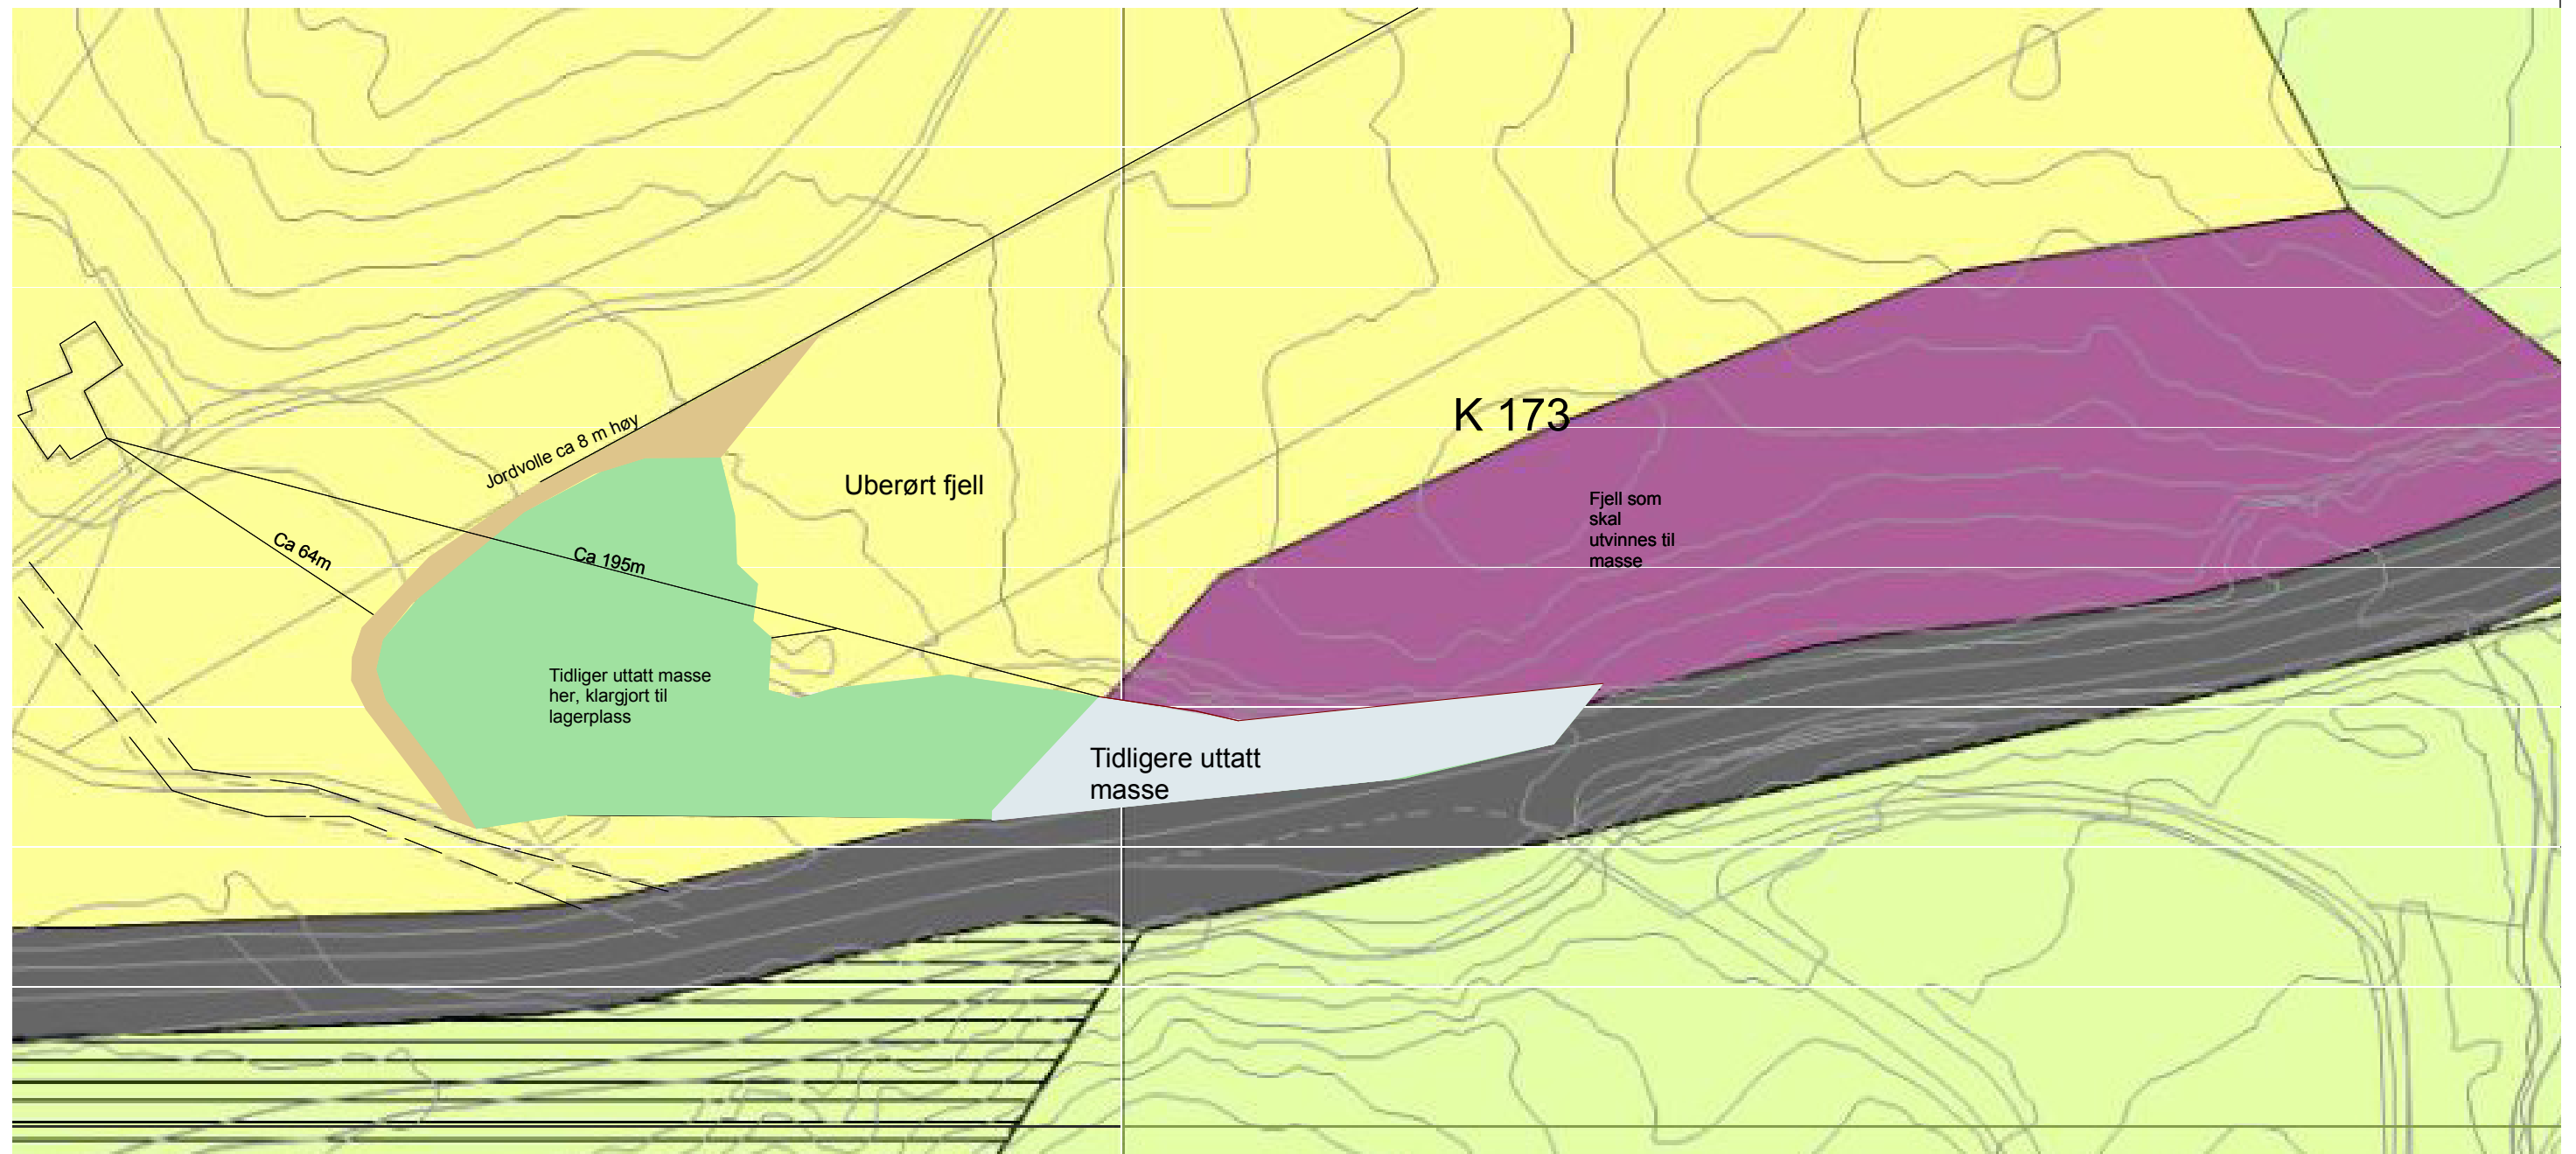 K 173
Jordvolle ca 8 m høy
Uberørt fjell
Fjell som
skal
utvinnes til
masse
Ca 64m
Ca 195m
Tidliger uttatt masse
her, klargjort til
lagerplass
Tidligere uttatt
masse